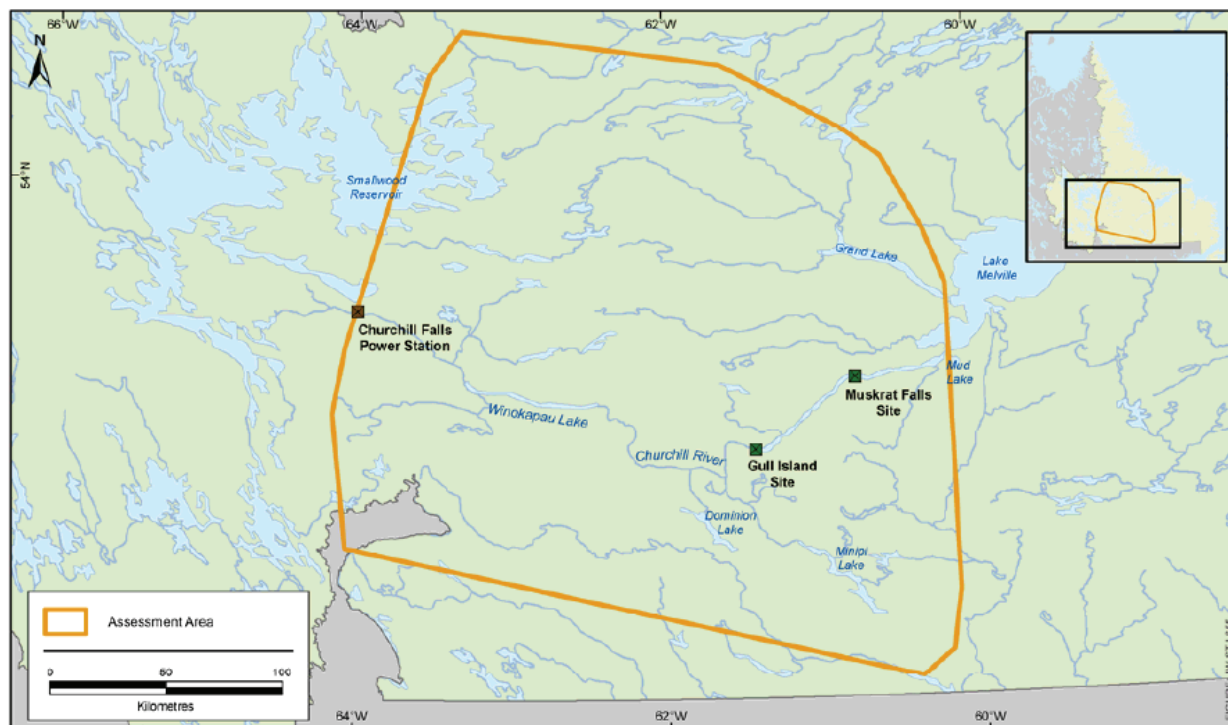 66°W
64°W
62°W
60°W
N
54°N
Smallwood
Reservoir
Grand Lake
Lake
Melville
Churchill Falls
Power Station
Mud
Lake
Muskrat Falls
Site
Winokapau Lake
Churchill River
Gull Island
Site
Dominion
Lake
Minipi
Lake
Assessment Area
0
100
Kilometres
64°W
62°W
60°W